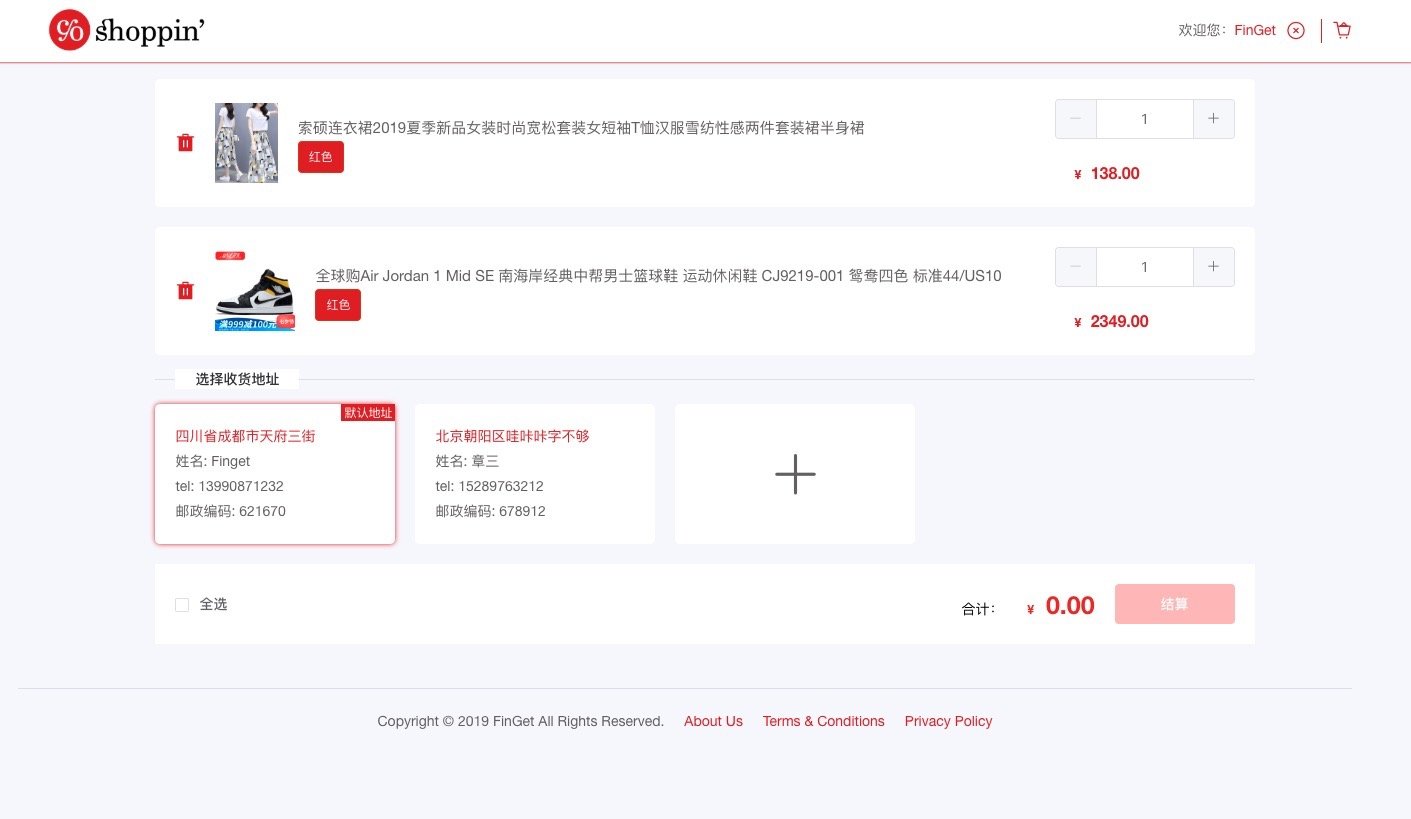 go shoppin’
欢迎您： FinGet
索硕连衣裙2019夏季新品女装时尚宽松套装女短袖T恤汉服雪纺性感两件套装裙半身裙
红色
1
¥ 138.00
全球购Air Jordan 1 Mid SE 南海岸经典中帮男士篮球鞋 运动休闲鞋 CJ9219-001 鸳鸯四色 标准44/US10
满999减100元
红色
1
¥ 2349.00
选择收货地址
默认地址
四川省成都市天府三街
姓名: Finget
tel: 13990871232
邮政编码: 621670
北京朝阳区哇咔咔字不够
姓名: 章三
tel: 15289763212
邮政编码: 678912
全选
合计： ¥ 0.00
结算
Copyright © 2019 FinGet All Rights Reserved. About Us Terms & Conditions Privacy Policy